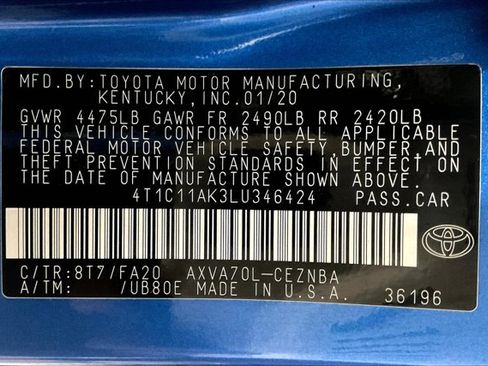 MFD.BY:TOYOTA MOTOR MANUFACTURING,
KENTUCKY,INC.01/20
GVWR 4475LB GAWR FR 2490LB RR 2420LB
THIS VEHICLE CONFORMS TO ALL APPLICABLE
FEDERAL MOTOR VEHICLE SAFETY,BUMPER,AND
THEFT PREVENTION STANDARDS IN EFFECT ON
THE DATE OF MANUFACTURE SHOWN ABOVE.
4T1C11AK3LU346424 PASS.CAR
C/TR:8T7/FA20 AXVA70L-CEZNBA
A/TM: /UB80E MADE IN U.S.A. 36196